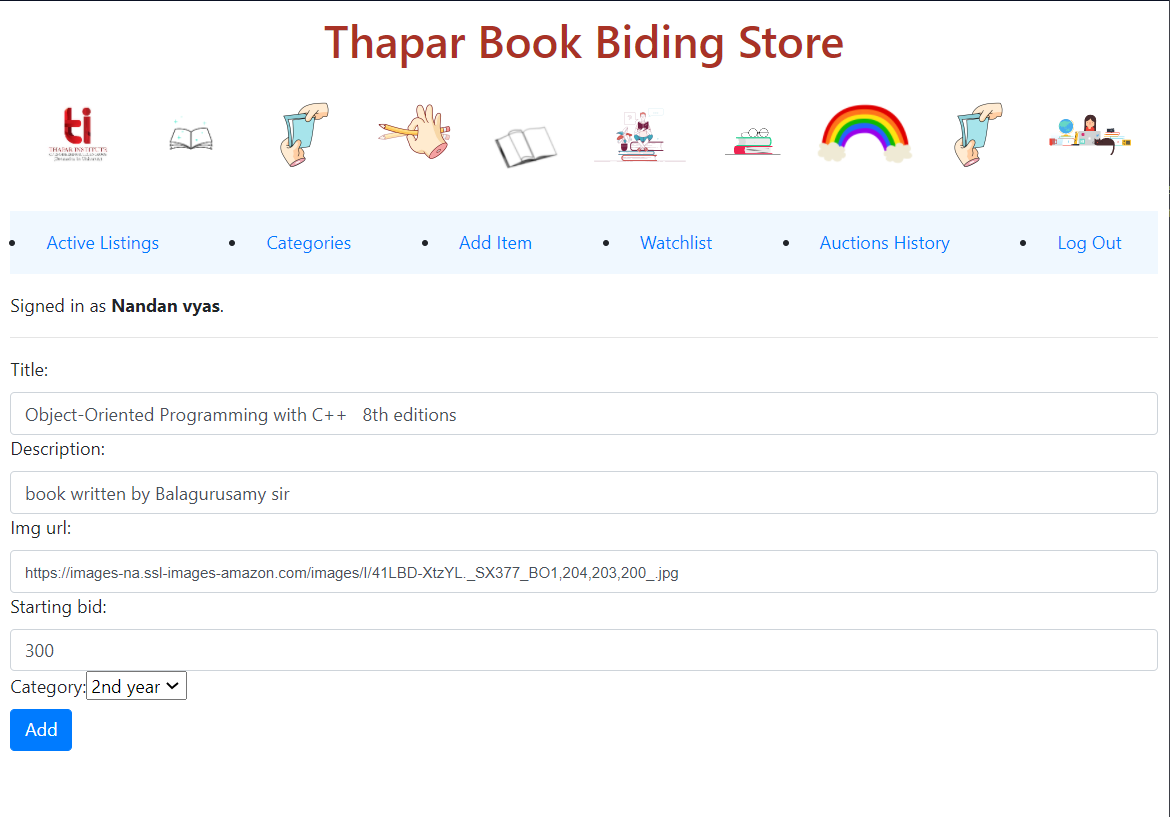 Thapar Book Biding Store
ti
THAPAR INSTITUTE
Active Listings
Categories
Add Item
Watchlist
Auctions History
Log Out
Signed in as Nandan vyas.
Title:
Object-Oriented Programming with C++   8th editions
Description:
book written by Balagurusamy sir
Img url:
https://images-na.ssl-images-amazon.com/images/I/41LBD-XtzYL._SX377_BO1,204,203,200_.jpg
Starting bid:
300
Category: 2nd year
Add